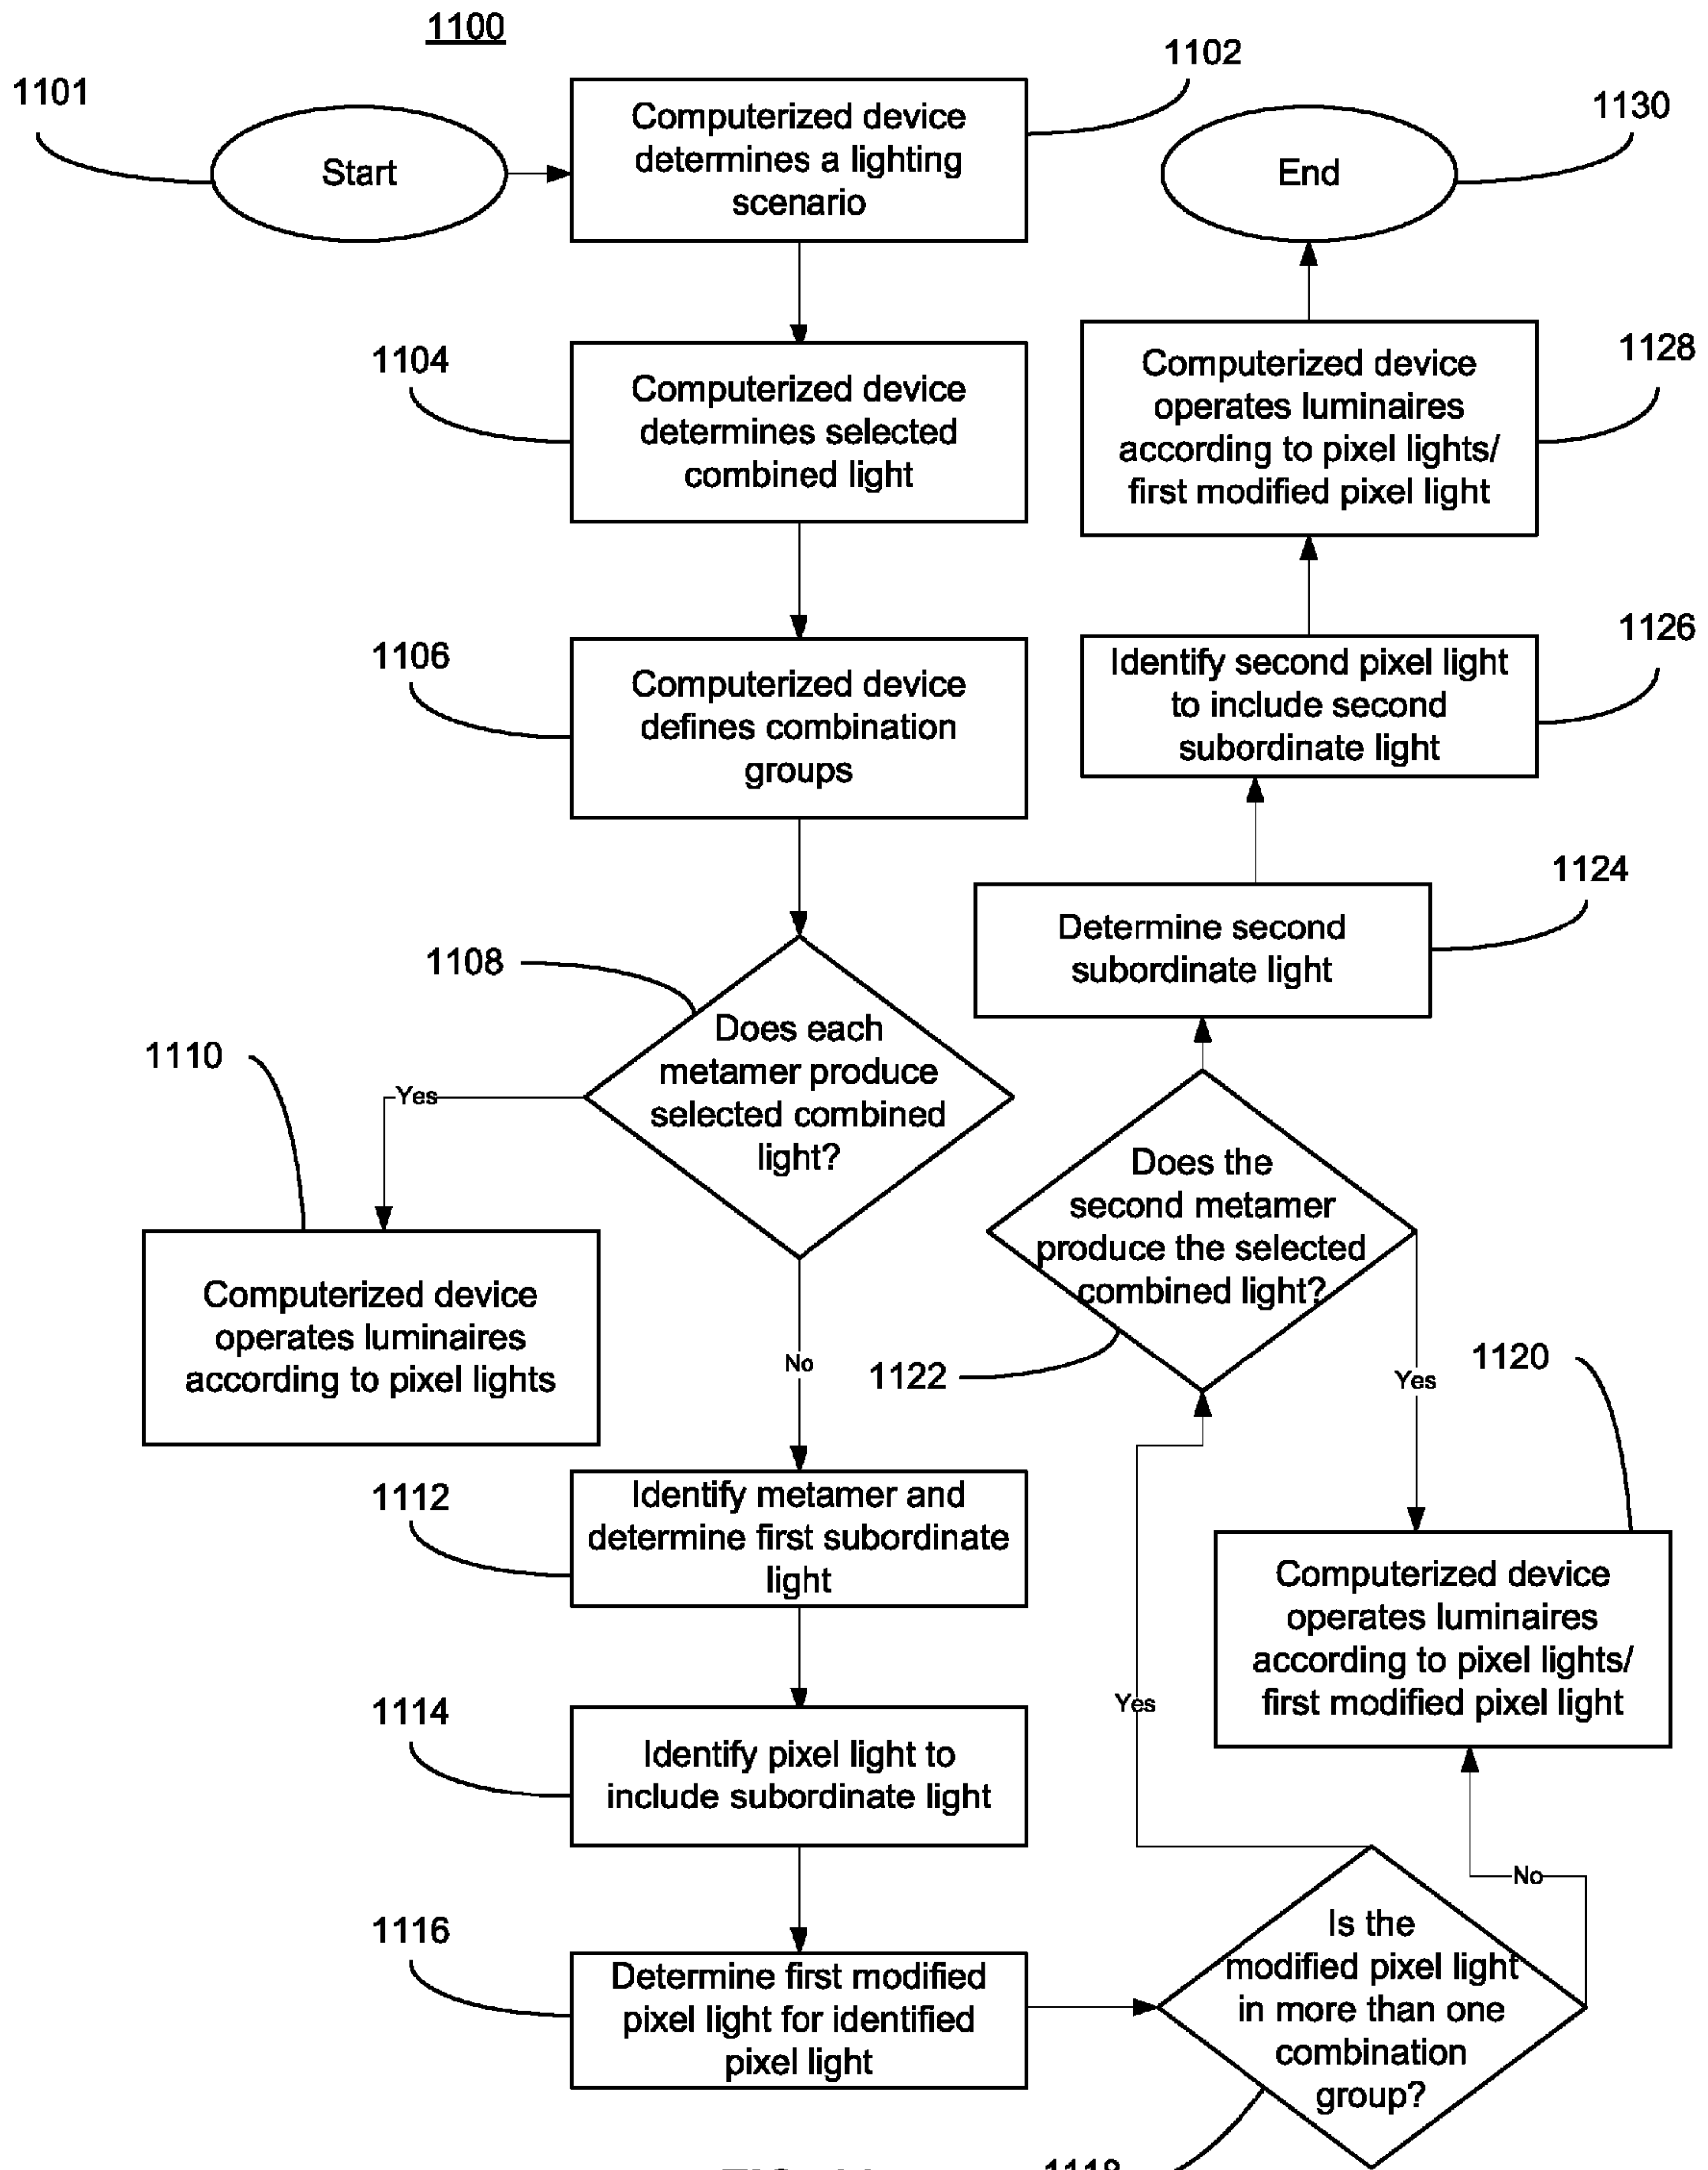 1100
1101
Start
Computerized device
determines a lighting
scenario
1102
End
1130
1104
Computerized device
determines selected
combined light
Computerized device
operates luminaires
according to pixel lights/
first modified pixel light
1128
1106
Computerized device
defines combination
groups
Identify second pixel light
to include second
subordinate light
1126
Determine second
subordinate light
1124
1108
Does each
metamer produce
selected combined
light?
1110
Yes
Computerized device
operates luminaires
according to pixel lights
No
Does the
second metamer
produce the selected
combined light?
1122
Yes
1120
Computerized device
operates luminaires
according to pixel lights/
first modified pixel light
1112
Identify metamer and
determine first subordinate
light
1114
Identify pixel light to
include subordinate light
Yes
No
1116
Determine first modified
pixel light for identified
pixel light
Is the
modified pixel light
in more than one
combination
group?
1118